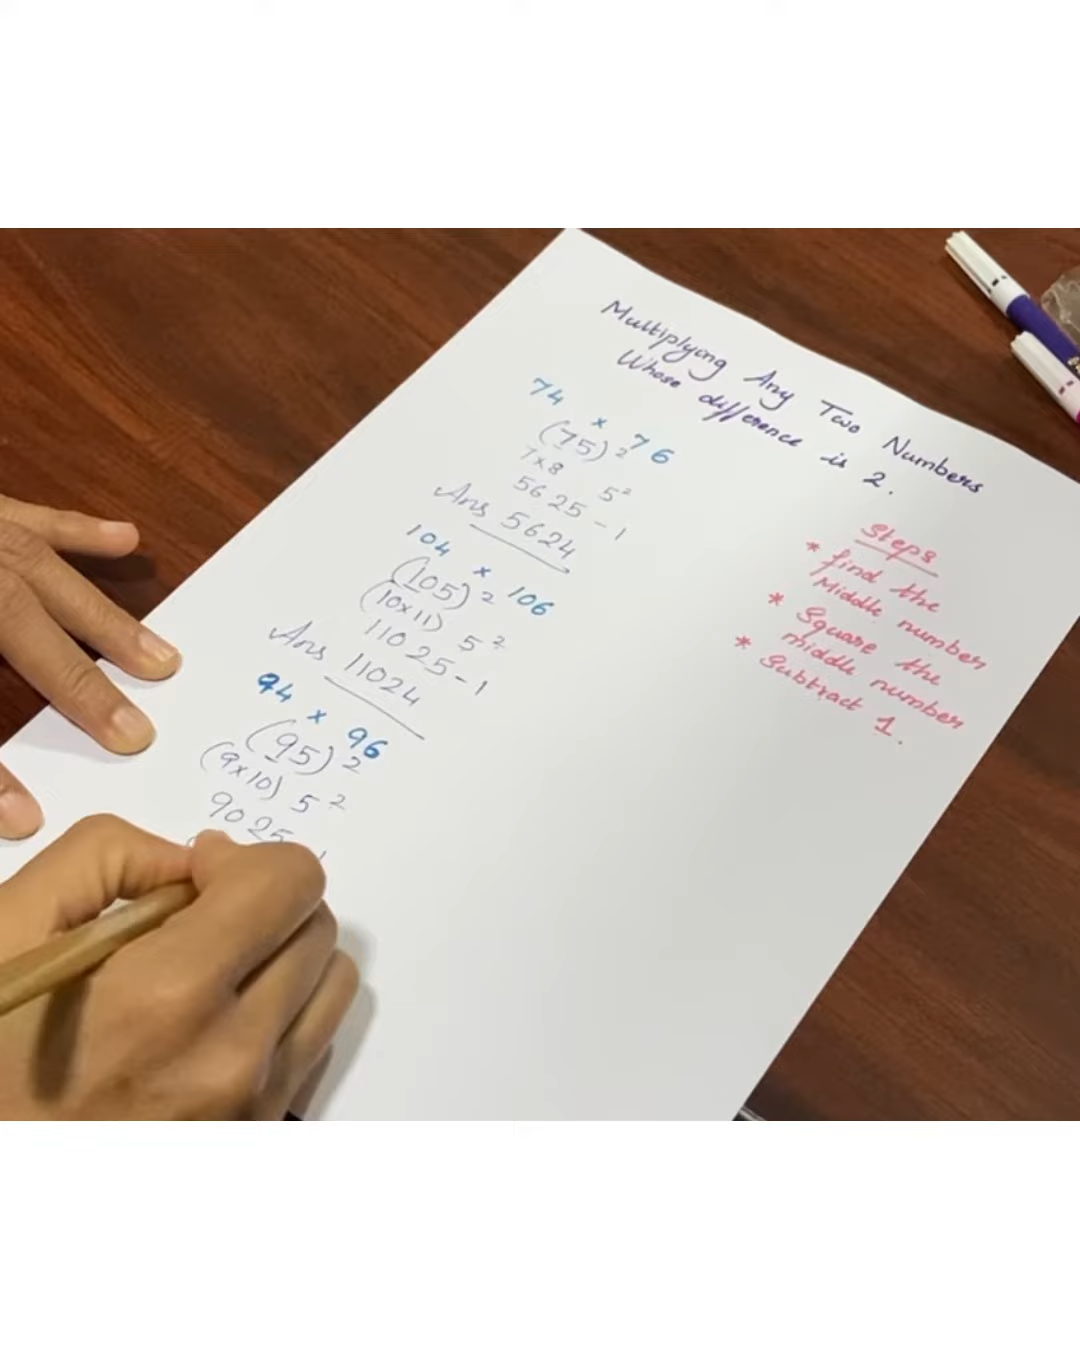 Multiplying Any Two Numbers
Whose difference is 2.
74 × 76
(75)²
7×8 5²
5625 - 1
Ans 5624
104 × 106
(105)²
(10×11) 5²
11025 - 1
Ans 11024
94 × 96
(95)²
(9×10) 5²
9025
Steps
* find the
Middle number
* Square the
middle number
* Subtract 1.